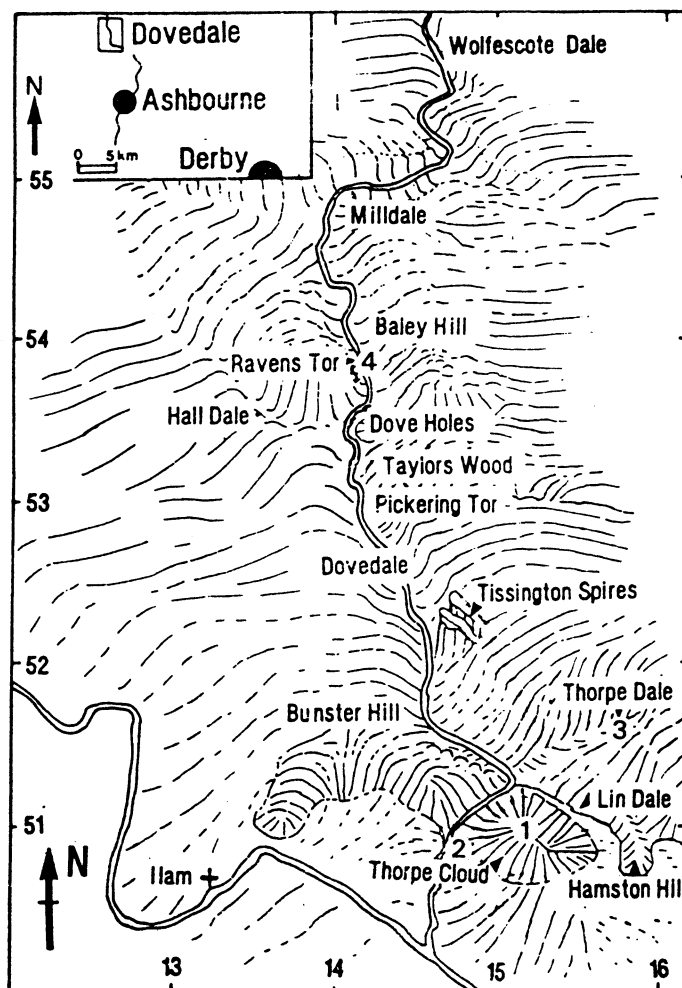 Dovedale
N
Ashbourne
0 5 km
Derby
Wolfescote Dale
55
Milldale
Baley Hill
54
Ravens Tor 4
Hall Dale
Dove Holes
Taylors Wood
53
Pickering Tor
Dovedale
Tissington Spires
52
Thorpe Dale
3
Bunster Hill
Lin Dale
51
1
2
N
Ilam
Thorpe Cloud
Hamston Hill
13 14 15 16